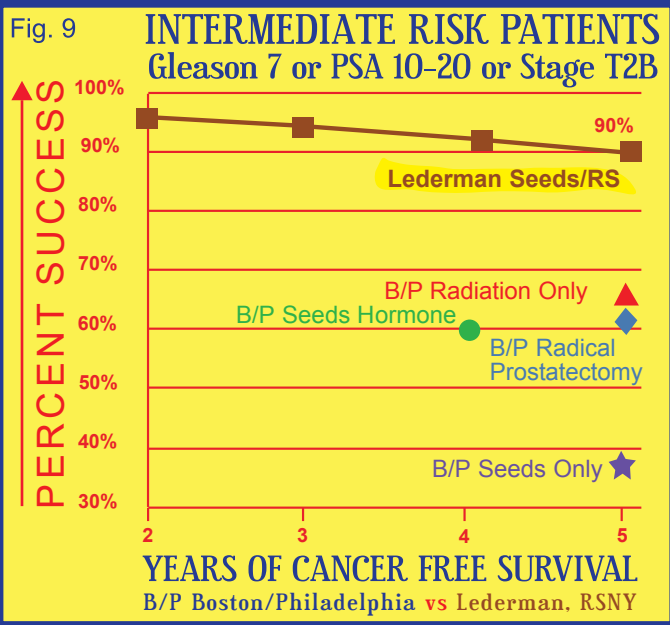 Fig. 9
INTERMEDIATE RISK PATIENTS
Gleason 7 or PSA 10-20 or Stage T2B
PERCENT SUCCESS
100%
90%
80%
70%
60%
50%
40%
30%
90%
Lederman Seeds/RS
B/P Radiation Only
B/P Seeds Hormone
B/P Radical
Prostatectomy
B/P Seeds Only
2
3
4
5
YEARS OF CANCER FREE SURVIVAL
B/P Boston/Philadelphia vs Lederman, RSNY